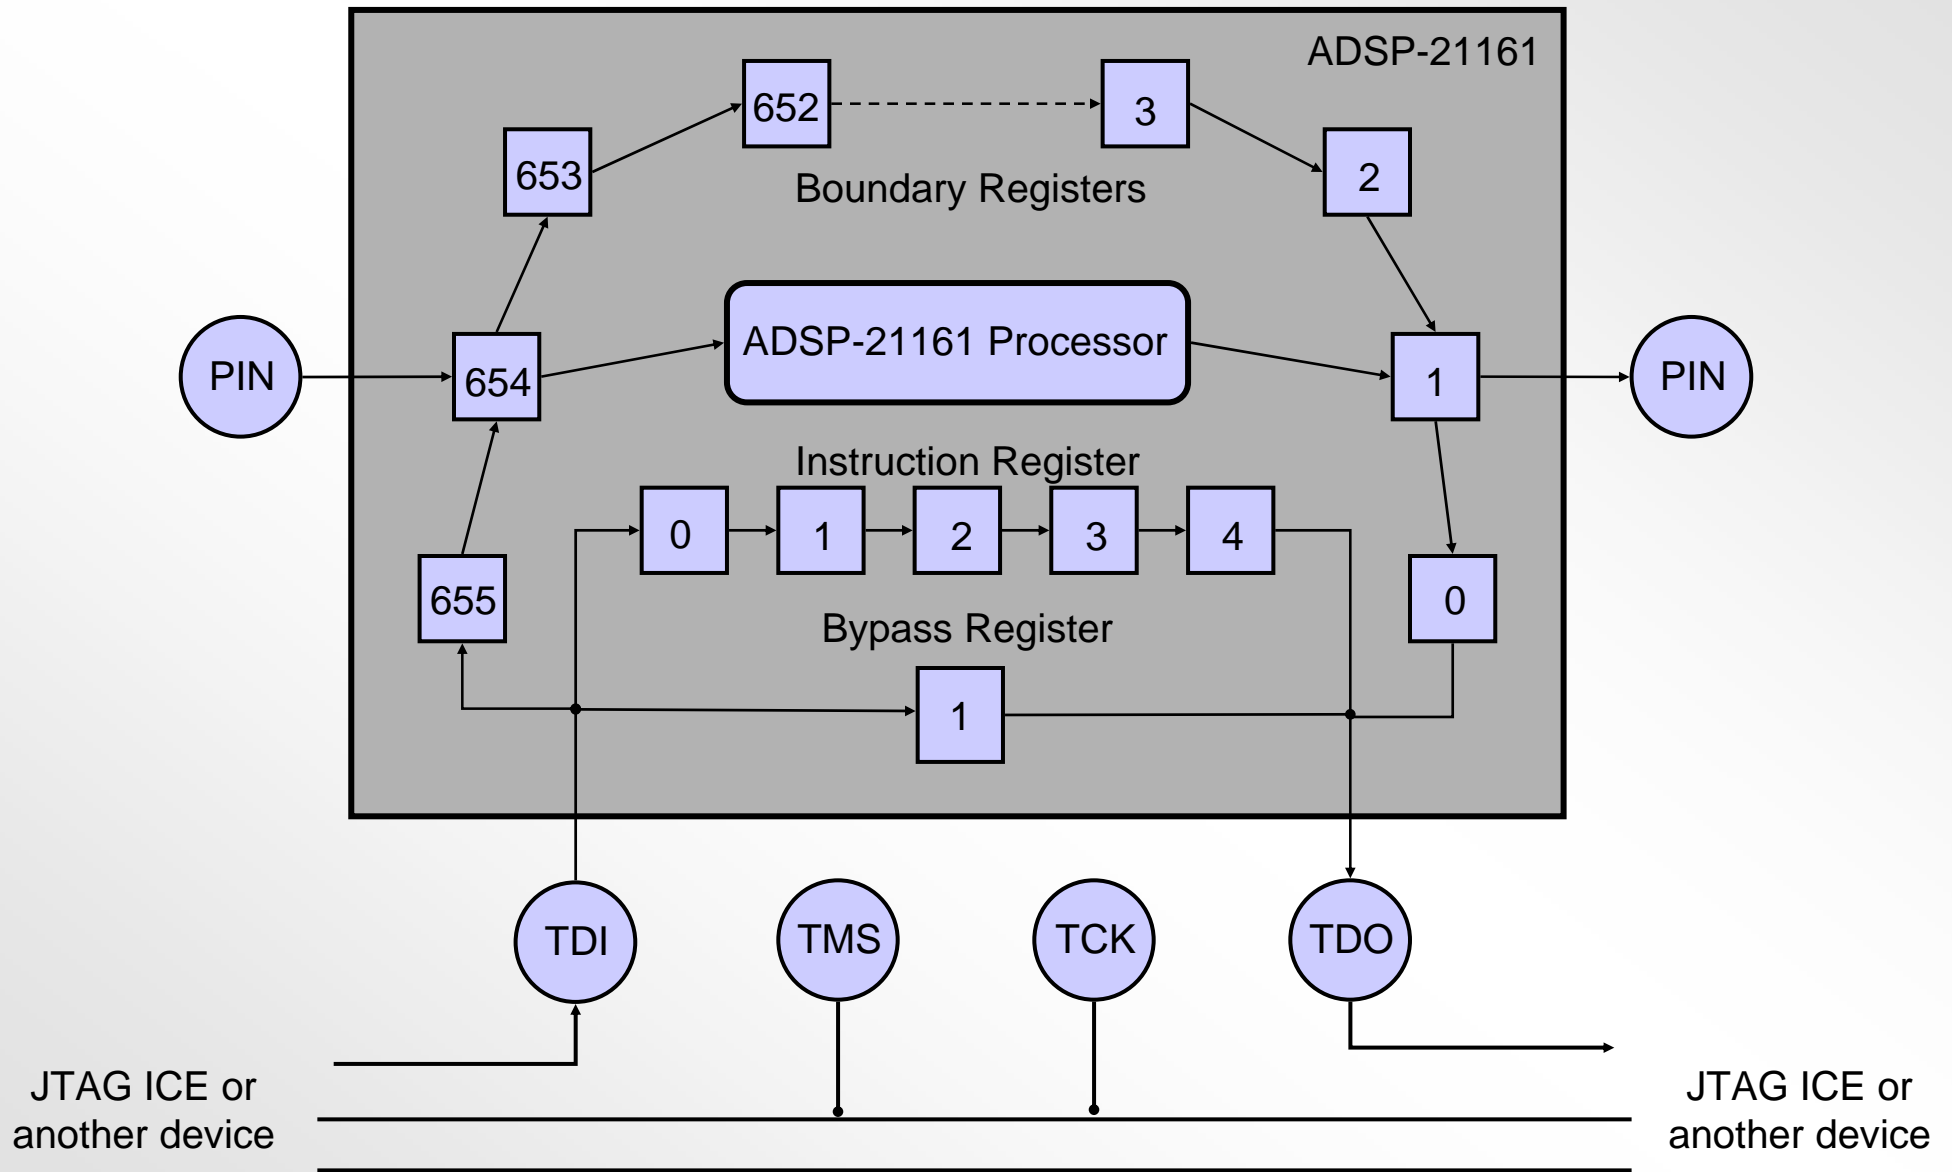 ADSP-21161
652
3
653
2
Boundary Registers
PIN
654
ADSP-21161 Processor
1
PIN
Instruction Register
0
1
2
3
4
655
0
Bypass Register
1
TDI
TMS
TCK
TDO
JTAG ICE or
another device
JTAG ICE or
another device